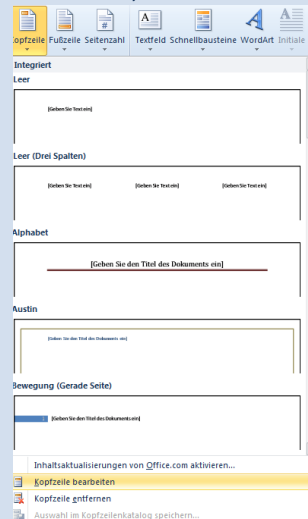 Kopfzeile Fußzeile Seitenzahl Textfeld Schnellbausteine WordArt Initiale
Integriert
Leer
[Geben Sie Text ein]
Leer (Drei Spalten)
[Geben Sie Text ein] [Geben Sie Text ein] [Geben Sie Text ein]
Alphabet
[Geben Sie den Titel des Dokuments ein]
Austin
[Geben Sie den Titel des Dokuments ein]
Bewegung (Gerade Seite)
[Geben Sie den Titel des Dokuments ein]
Inhaltsaktualisierungen von Office.com aktivieren...
Kopfzeile bearbeiten
Kopfzeile entfernen
Auswahl im Kopfzeilenkatalog speichern...